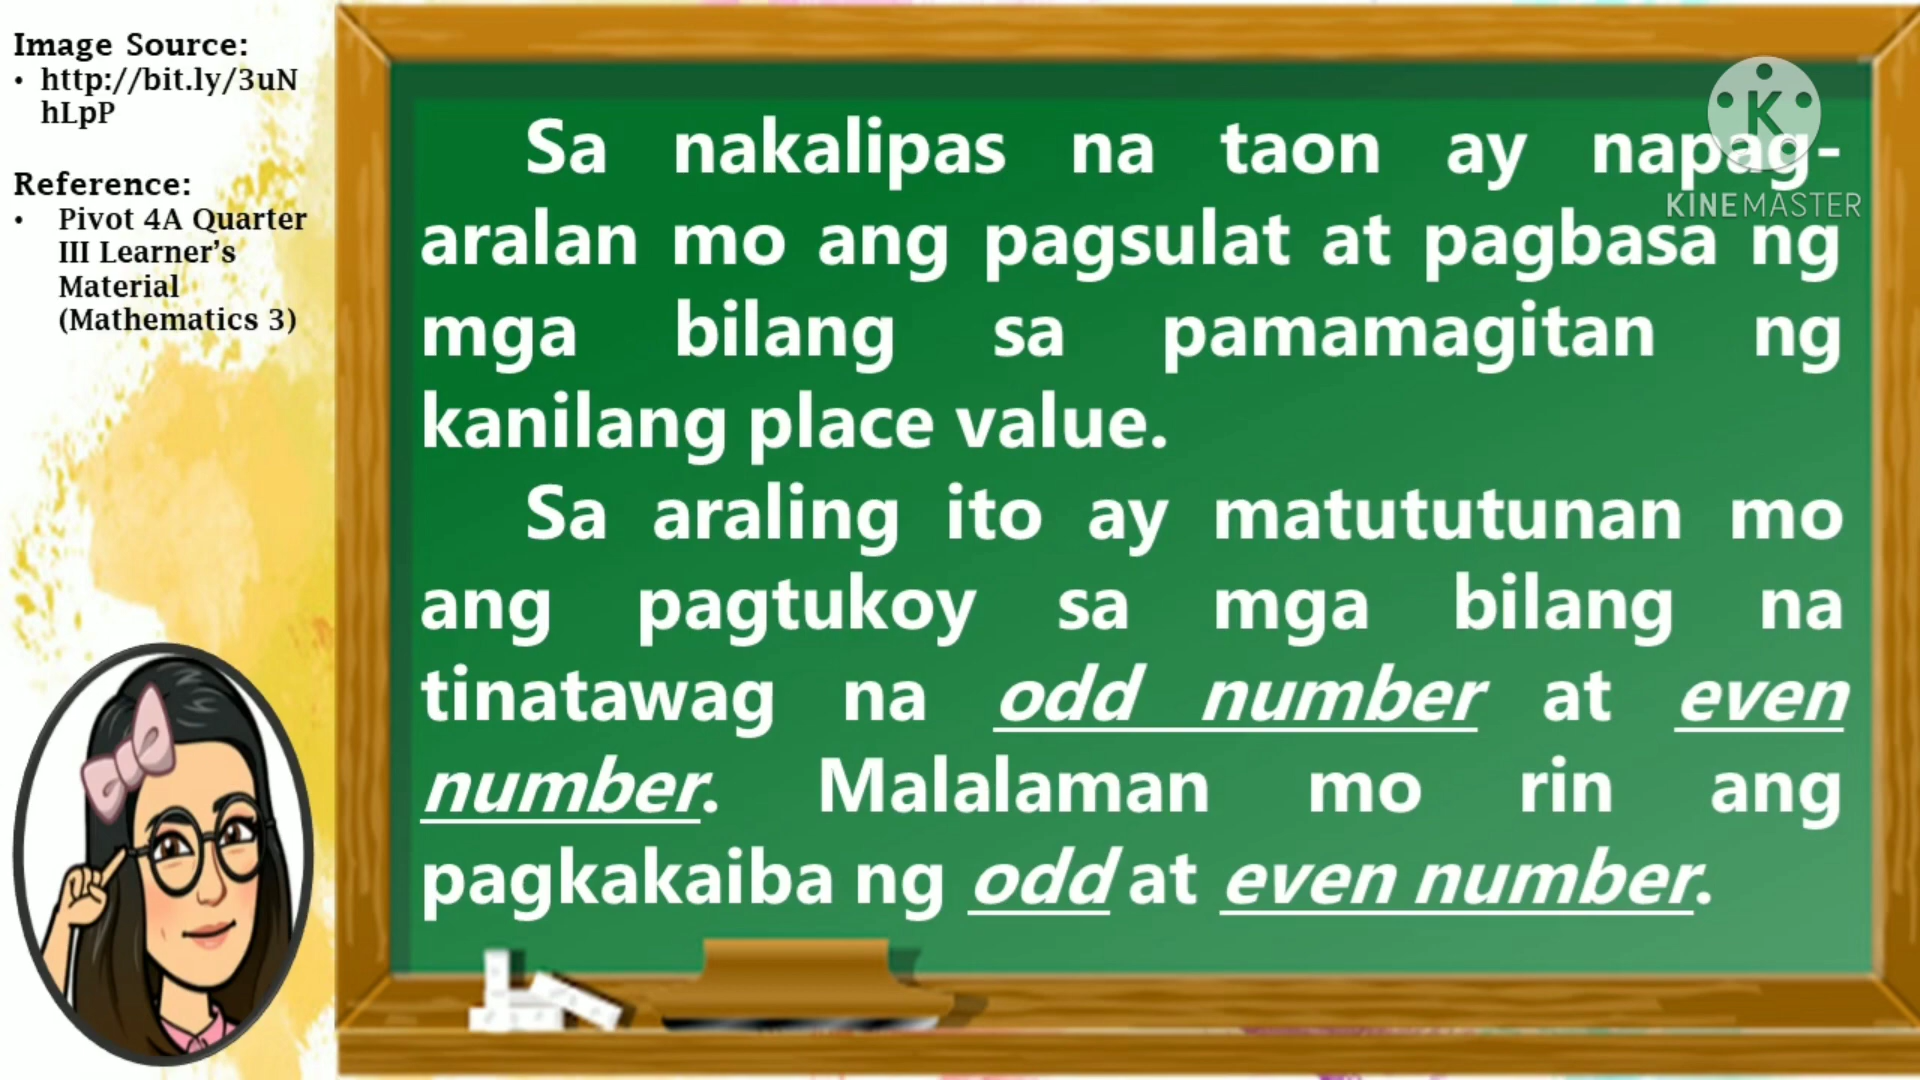 Image Source:
• http://bit.ly/3uN
hLpP
Reference:
• Pivot 4A Quarter
III Learner's
Material
(Mathematics 3)
Sa nakalipas na taon ay napag-
aralan mo ang pagsulat at pagbasa ng
mga bilang sa pamamagitan ng
kanilang place value.
Sa araling ito ay matututunan mo
ang pagtukoy sa mga bilang na
tinatawag na odd number at even
number. Malalaman mo rin ang
pagkakaiba ng odd at even number.
K
KINEMASTER